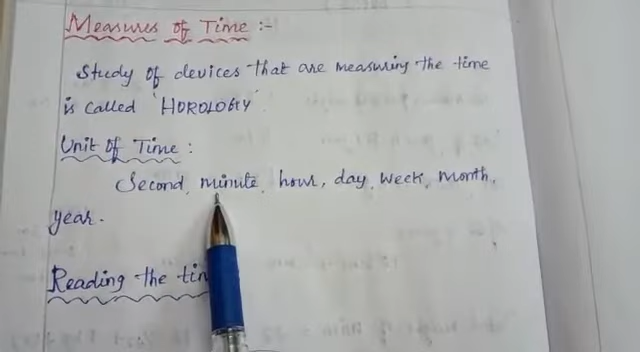 Measures of Time :-
Study of devices that are measuring the time
is called 'HOROLOGY'
Unit of Time :
Second, minute, hour, day, week, month,
year.
Reading the